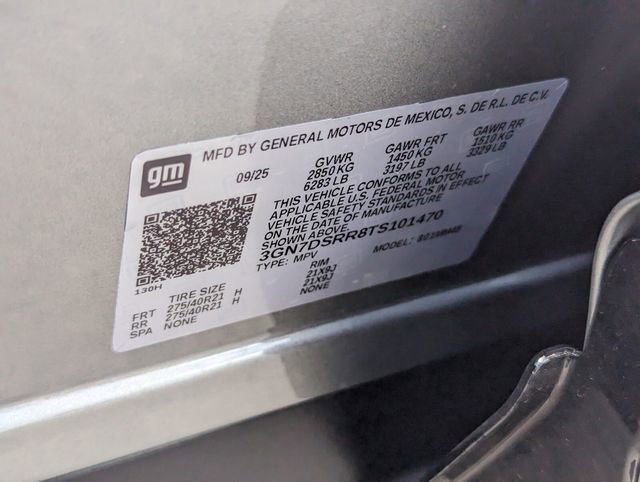 gm
MFD BY GENERAL MOTORS DE MEXICO, S. DE R.L. DE C.V.
09/25 GVWR GAWR FRT GAWR RR
2850 KG 1450 KG 1510 KG
6283 LB 3197 LB 3329 LB
THIS VEHICLE CONFORMS TO ALL
APPLICABLE U.S. FEDERAL MOTOR
VEHICLE SAFETY STANDARDS IN EFFECT
ON THE DATE OF MANUFACTURE
SHOWN ABOVE.
3GN7DSRR8TS101470
TYPE: MPV MODEL:
130H
TIRE SIZE RIM
FRT 275/40R21 H 21X9J
RR 275/40R21 H 21X9J
SPA NONE NONE